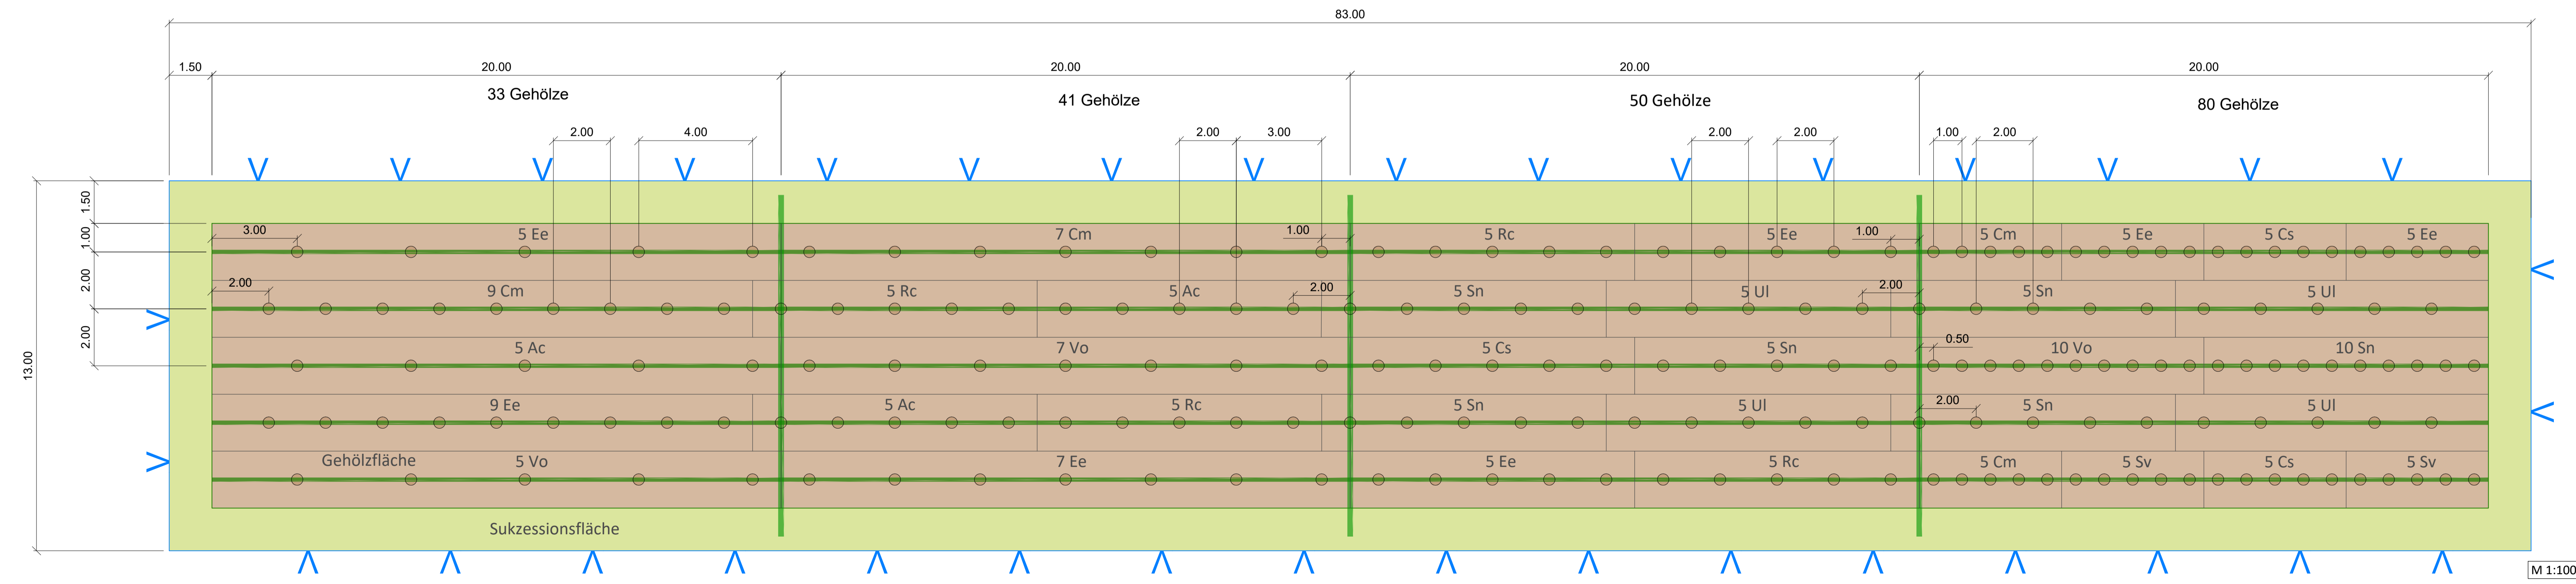 83.00
1.50 20.00 20.00 20.00 20.00
33 Gehölze 41 Gehölze 50 Gehölze 80 Gehölze
2.00 4.00 2.00 3.00 2.00 2.00 1.00 2.00
1.50
1.00
2.00
2.00
13.00
3.00 5 Ee 7 Cm 1.00 5 Rc 5 Ee 1.00 5 Cm 5 Ee 5 Cs 5 Ee
2.00 9 Cm 5 Rc 5 Ac 2.00 5 Sn 5 Ul 2.00 5 Sn 5 Ul
5 Ac 7 Vo 5 Cs 5 Sn 0.50 10 Vo 10 Sn
9 Ee 5 Ac 5 Rc 5 Sn 5 Ul 2.00 5 Sn 5 Ul
Gehölzfläche 5 Vo 7 Ee 5 Ee 5 Rc 5 Cm 5 Sv 5 Cs 5 Sv
Sukzessionsfläche
M 1:100